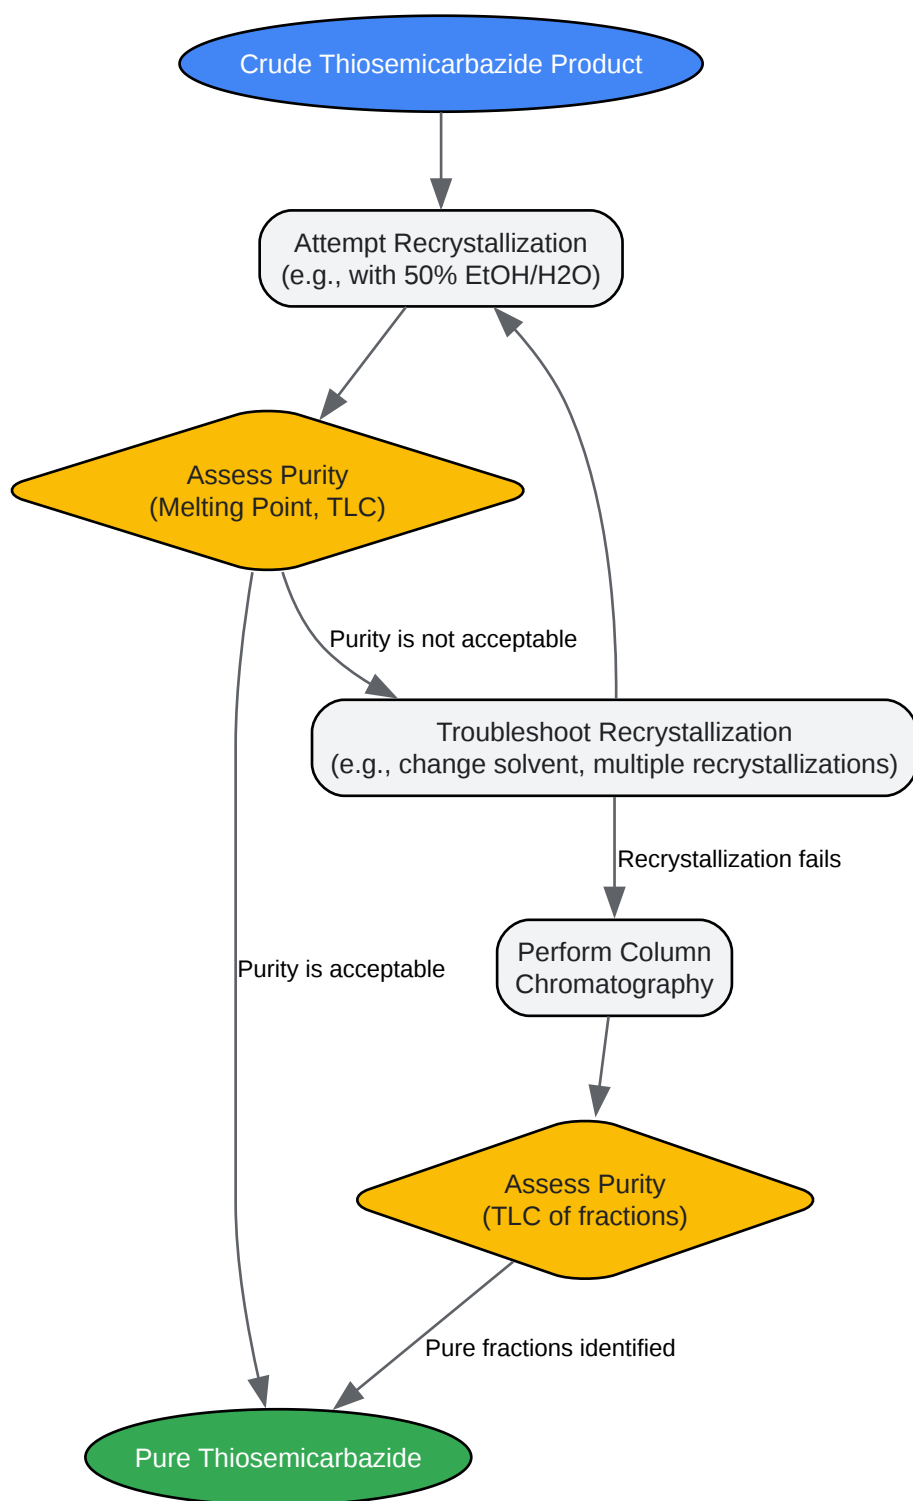 Crude Thiosemicarbazide Product
Attempt Recrystallization
(e.g., with 50% EtOH/H2O)
Assess Purity
(Melting Point, TLC)
Purity is not acceptable
Troubleshoot Recrystallization
(e.g., change solvent, multiple recrystallizations)
Recrystallization fails
Perform Column
Chromatography
Purity is acceptable
Assess Purity
(TLC of fractions)
Pure fractions identified
Pure Thiosemicarbazide